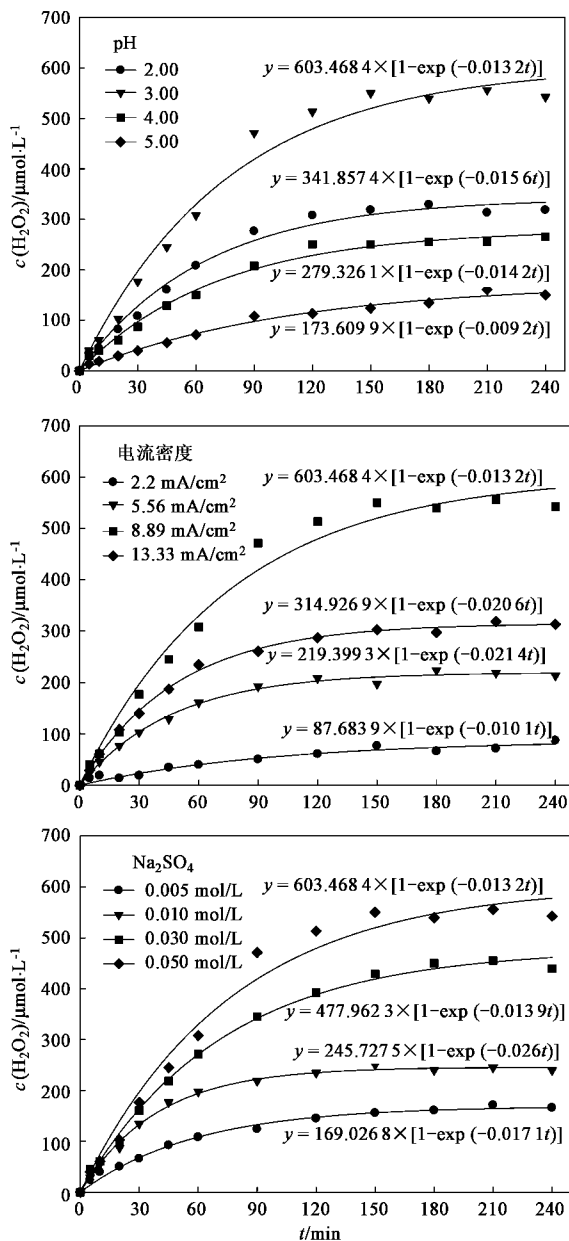 700
600
500
400
300
200
100
0
c (H₂O₂)/μmol·L⁻¹
pH
2.00
3.00
4.00
5.00
y = 603.468 4×[1−exp (−0.013 2t)]
y = 341.857 4×[1−exp (−0.015 6t)]
y = 279.326 1×[1−exp (−0.014 2t)]
y = 173.609 9×[1−exp (−0.009 2t)]
0 30 60 90 120 150 180 210 240
700
600
500
400
300
200
100
0
c (H₂O₂)/μmol·L⁻¹
电流密度
2.2 mA/cm²
5.56 mA/cm²
8.89 mA/cm²
13.33 mA/cm²
y = 603.468 4×[1−exp (−0.013 2t)]
y = 314.926 9×[1−exp (−0.020 6t)]
y = 219.399 3×[1−exp (−0.021 4t)]
y = 87.683 9×[1−exp (−0.010 1t)]
0 30 60 90 120 150 180 210 240
700
600
500
400
300
200
100
0
c (H₂O₂)/μmol·L⁻¹
Na₂SO₄
0.005 mol/L
0.010 mol/L
0.030 mol/L
0.050 mol/L
y = 603.468 4×[1−exp (−0.013 2t)]
y = 477.962 3×[1−exp (−0.013 9t)]
y = 245.727 5×[1−exp (−0.026t)]
y = 169.026 8×[1−exp (−0.017 1t)]
0 30 60 90 120 150 180 210 240
t/min